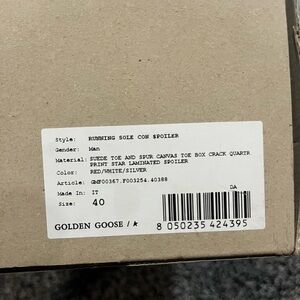 Style: RUNNING SOLE CON SPOILER
Gender: Man
Material: SUEDE TOE AND SPUR CANVAS TOE BOX CRACK QUARTR
PRINT STAR LAMINATED SPOILER
Color: RED/WHITE/SILVER
Article: GMF00367.F003254.40388
Made In: IT
DA
Size: 40
GOLDEN GOOSE /
8 050235 424395